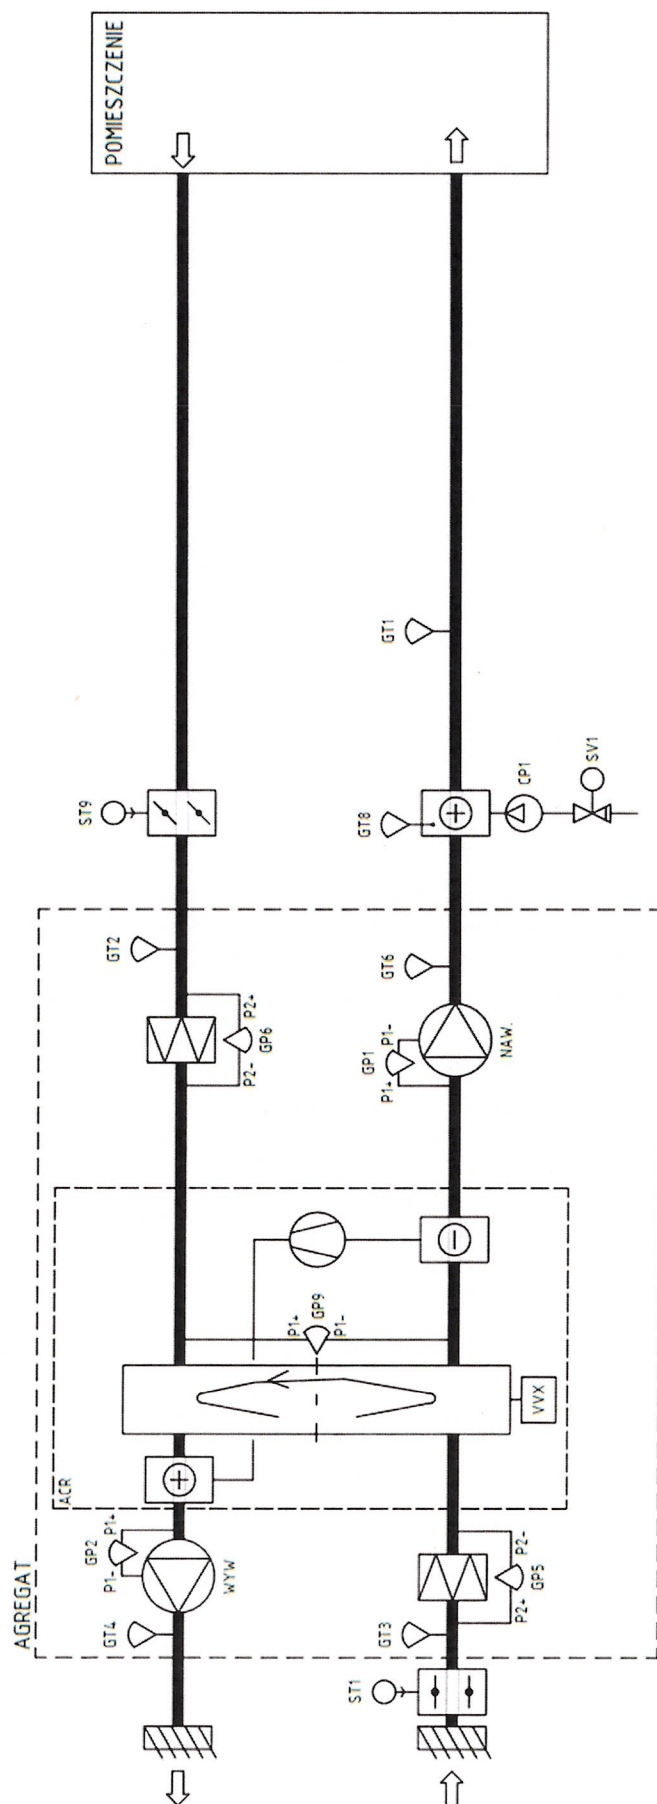 POMIESZCZENIE
ST9
GT1
GT8
CP1
SV1
GT2
P2+
GP6
P2-
GT6
P1-
GP1
P1+
NAW.
P1+
GP9
P1-
VVX
ACR
AGREGAT
P1+
GP2
P1-
WYW
GT4
P2-
GP5
P2+
GT3
ST1